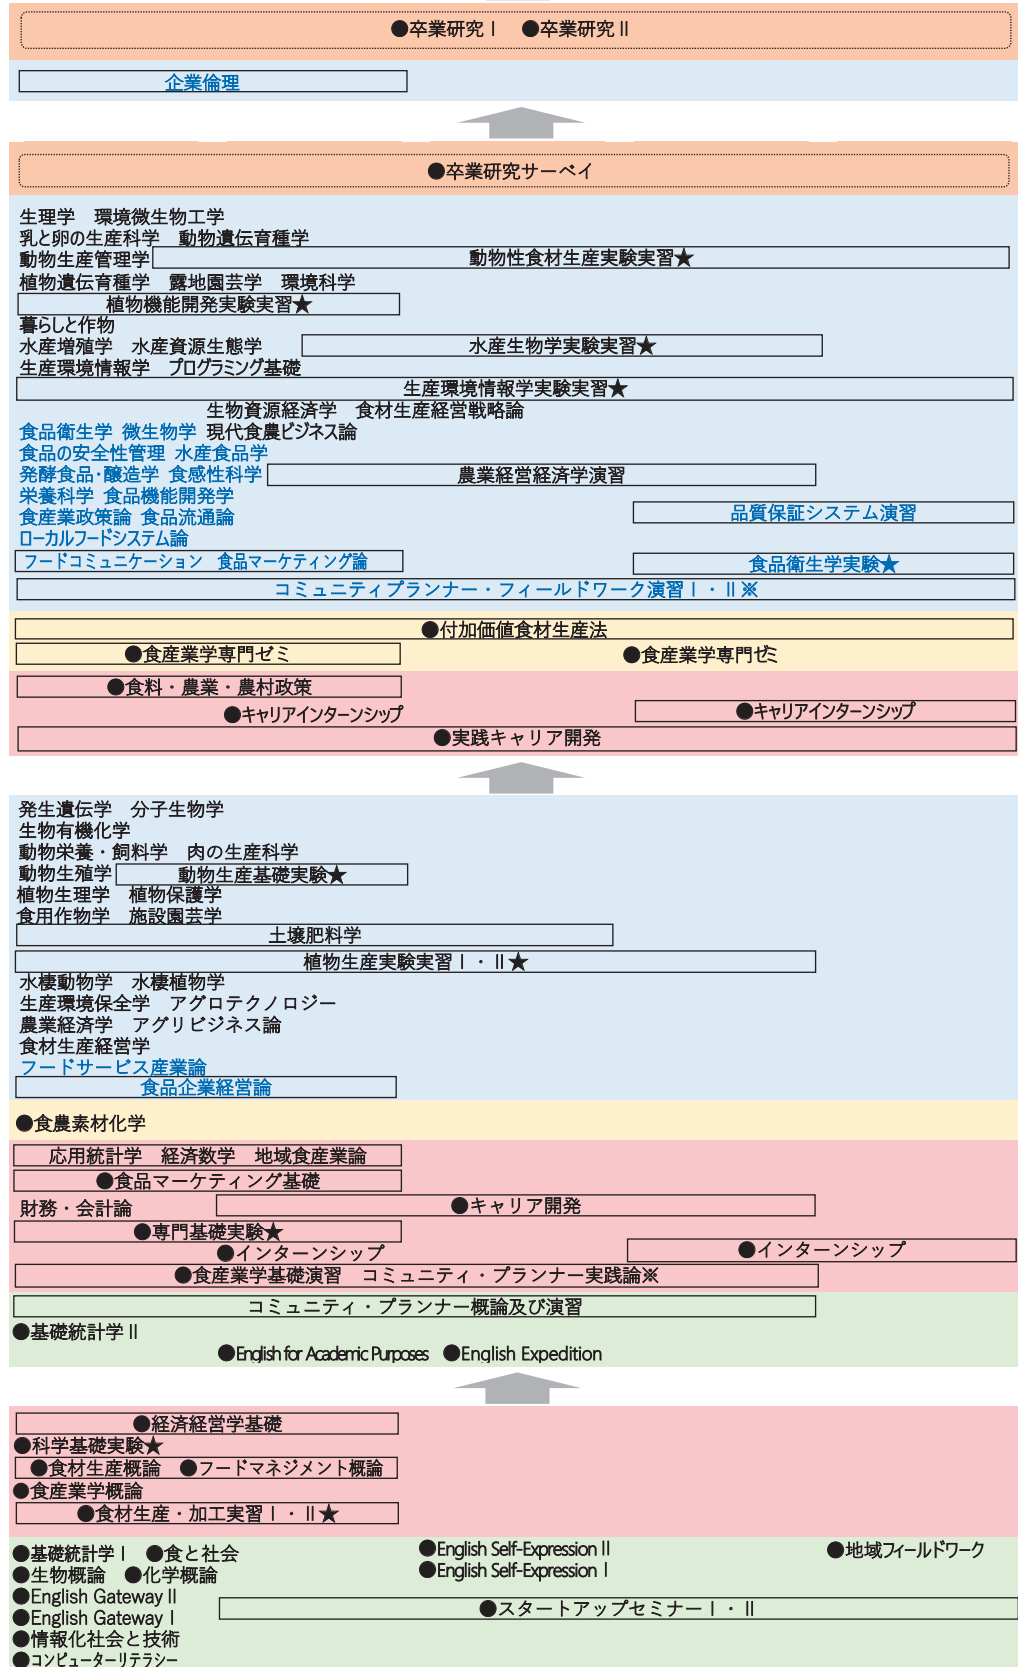 ●卒業研究Ⅰ　●卒業研究Ⅱ
企業倫理
●卒業研究サーベイ
生理学　環境微生物工学
乳と卵の生産科学　動物遺伝育種学
動物生産管理学　動物性食材生産実験実習★
植物遺伝育種学　露地園芸学　環境科学
植物機能開発実験実習★
暮らしと作物
水産増殖学　水産資源生態学　水産生物学実験実習★
生産環境情報学　プログラミング基礎
生産環境情報学実験実習★
生物資源経済学　食材生産経営戦略論
食品衛生学 微生物学 現代食農ビジネス論
食品の安全性管理 水産食品学
発酵食品・醸造学 食感性科学　農業経営経済学演習
栄養科学 食品機能開発学
食産業政策論 食品流通論　品質保証システム演習
ローカルフードシステム論
フードコミュニケーション　食品マーケティング論　食品衛生学実験★
コミュニティプランナー・フィールドワーク演習Ⅰ・Ⅱ※
●付加価値食材生産法
●食産業学専門ゼミ　●食産業学専門ゼミ
●食料・農業・農村政策
●キャリアインターンシップ　●キャリアインターンシップ
●実践キャリア開発
発生遺伝学　分子生物学
生物有機化学
動物栄養・飼料学　肉の生産科学
動物生殖学　動物生産基礎実験★
植物生理学　植物保護学
食用作物学　施設園芸学
土壌肥料学
植物生産実験実習Ⅰ・Ⅱ★
水棲動物学　水棲植物学
生産環境保全学　アグロテクノロジー
農業経済学　アグリビジネス論
食材生産経営学
フードサービス産業論
食品企業経営論
●食農素材化学
応用統計学　経済数学　地域食産業論
●食品マーケティング基礎
財務・会計論　●キャリア開発
●専門基礎実験★
●インターンシップ　●インターンシップ
●食産業学基礎演習　コミュニティ・プランナー実践論※
コミュニティ・プランナー概論及び演習
●基礎統計学Ⅱ
●English for Academic Purposes　●English Expedition
●経済経営学基礎
●科学基礎実験★
●食材生産概論　●フードマネジメント概論
●食産業学概論
●食材生産・加工実習Ⅰ・Ⅱ★
●基礎統計学Ⅰ　●食と社会　●English Self-Expression Ⅱ　●地域フィールドワーク
●生物概論　●化学概論　●English Self-Expression Ⅰ
●English Gateway Ⅱ
●English Gateway Ⅰ　●スタートアップセミナーⅠ・Ⅱ
●情報化社会と技術
●コンピューターリテラシー